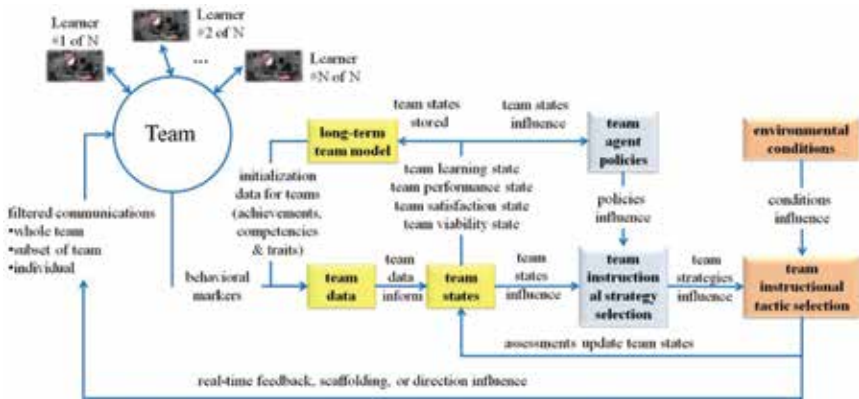 Learner
#1 of N
Learner
#2 of N
...
Learner
#N of N
Team
team states
stored
team states
influence
long-term
team model
team
agent
policies
environmental
conditions
initialization
data for teams
(achievements,
competencies
& traits)
team learning state
team performance state
team satisfaction state
team viability state
policies
influence
conditions
influence
filtered communications
•whole team
•subset of team
•individual
behavioral
markers
team
data
team
data
inform
team
states
team
states
influence
team
instruction
al strategy
selection
team
strategies
influence
team
instructional
tactic selection
assessments update team states
real-time feedback, scaffolding, or direction influence